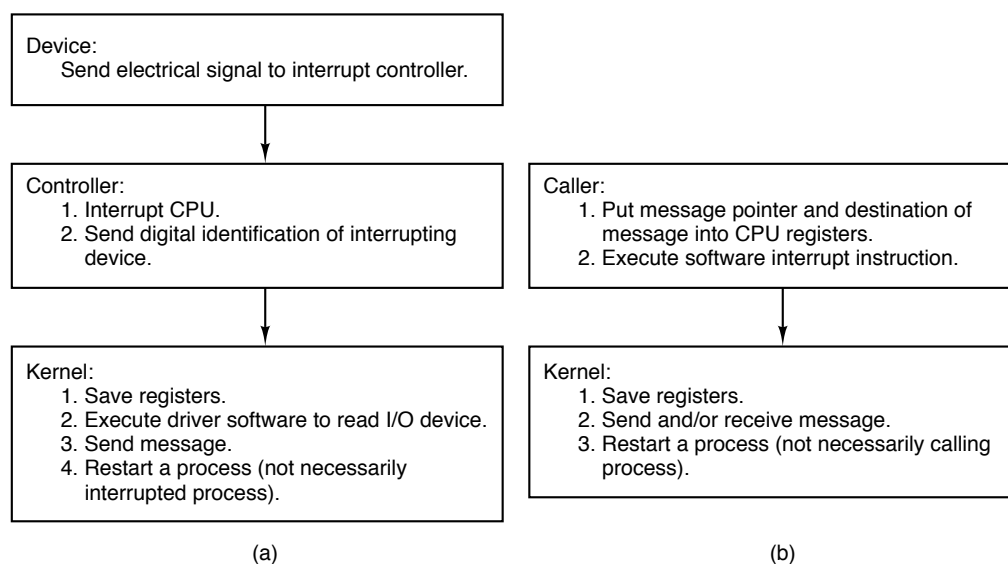 Device:
Send electrical signal to interrupt controller.
Controller:
1. Interrupt CPU.
2. Send digital identification of interrupting
device.
Kernel:
1. Save registers.
2. Execute driver software to read I/O device.
3. Send message.
4. Restart a process (not necessarily
interrupted process).
(a)
Caller:
1. Put message pointer and destination of
message into CPU registers.
2. Execute software interrupt instruction.
Kernel:
1. Save registers.
2. Send and/or receive message.
3. Restart a process (not necessarily calling
process).
(b)